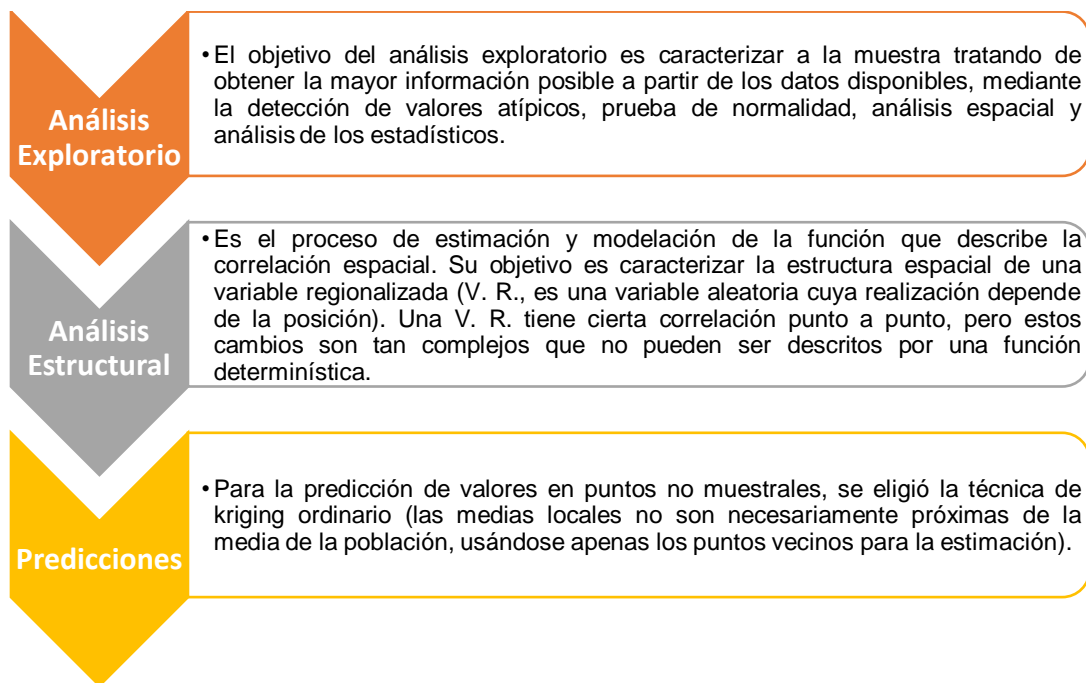 Análisis
Exploratorio
• El objetivo del análisis exploratorio es caracterizar a la muestra tratando de
obtener la mayor información posible a partir de los datos disponibles, mediante
la detección de valores atípicos, prueba de normalidad, análisis espacial y
análisis de los estadísticos.
Análisis
Estructural
• Es el proceso de estimación y modelación de la función que describe la
correlación espacial. Su objetivo es caracterizar la estructura espacial de una
variable regionalizada (V. R., es una variable aleatoria cuya realización depende
de la posición). Una V. R. tiene cierta correlación punto a punto, pero estos
cambios son tan complejos que no pueden ser descritos por una función
determinística.
Predicciones
• Para la predicción de valores en puntos no muestrales, se eligió la técnica de
kriging ordinario (las medias locales no son necesariamente próximas de la
media de la población, usándose apenas los puntos vecinos para la estimación).